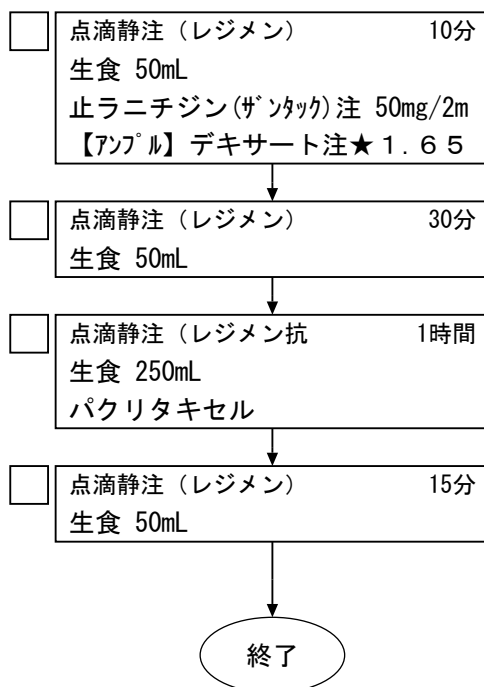 点滴静注（レジメン） 10分
生食 50mL
止ラニチジン(ｻﾞﾝﾀｯｸ)注 50mg/2m
【ｱﾝﾌﾟﾙ】デキサート注★１.６５
点滴静注（レジメン） 30分
生食 50mL
点滴静注（レジメン抗 1時間
生食 250mL
パクリタキセル
点滴静注（レジメン） 15分
生食 50mL
終了